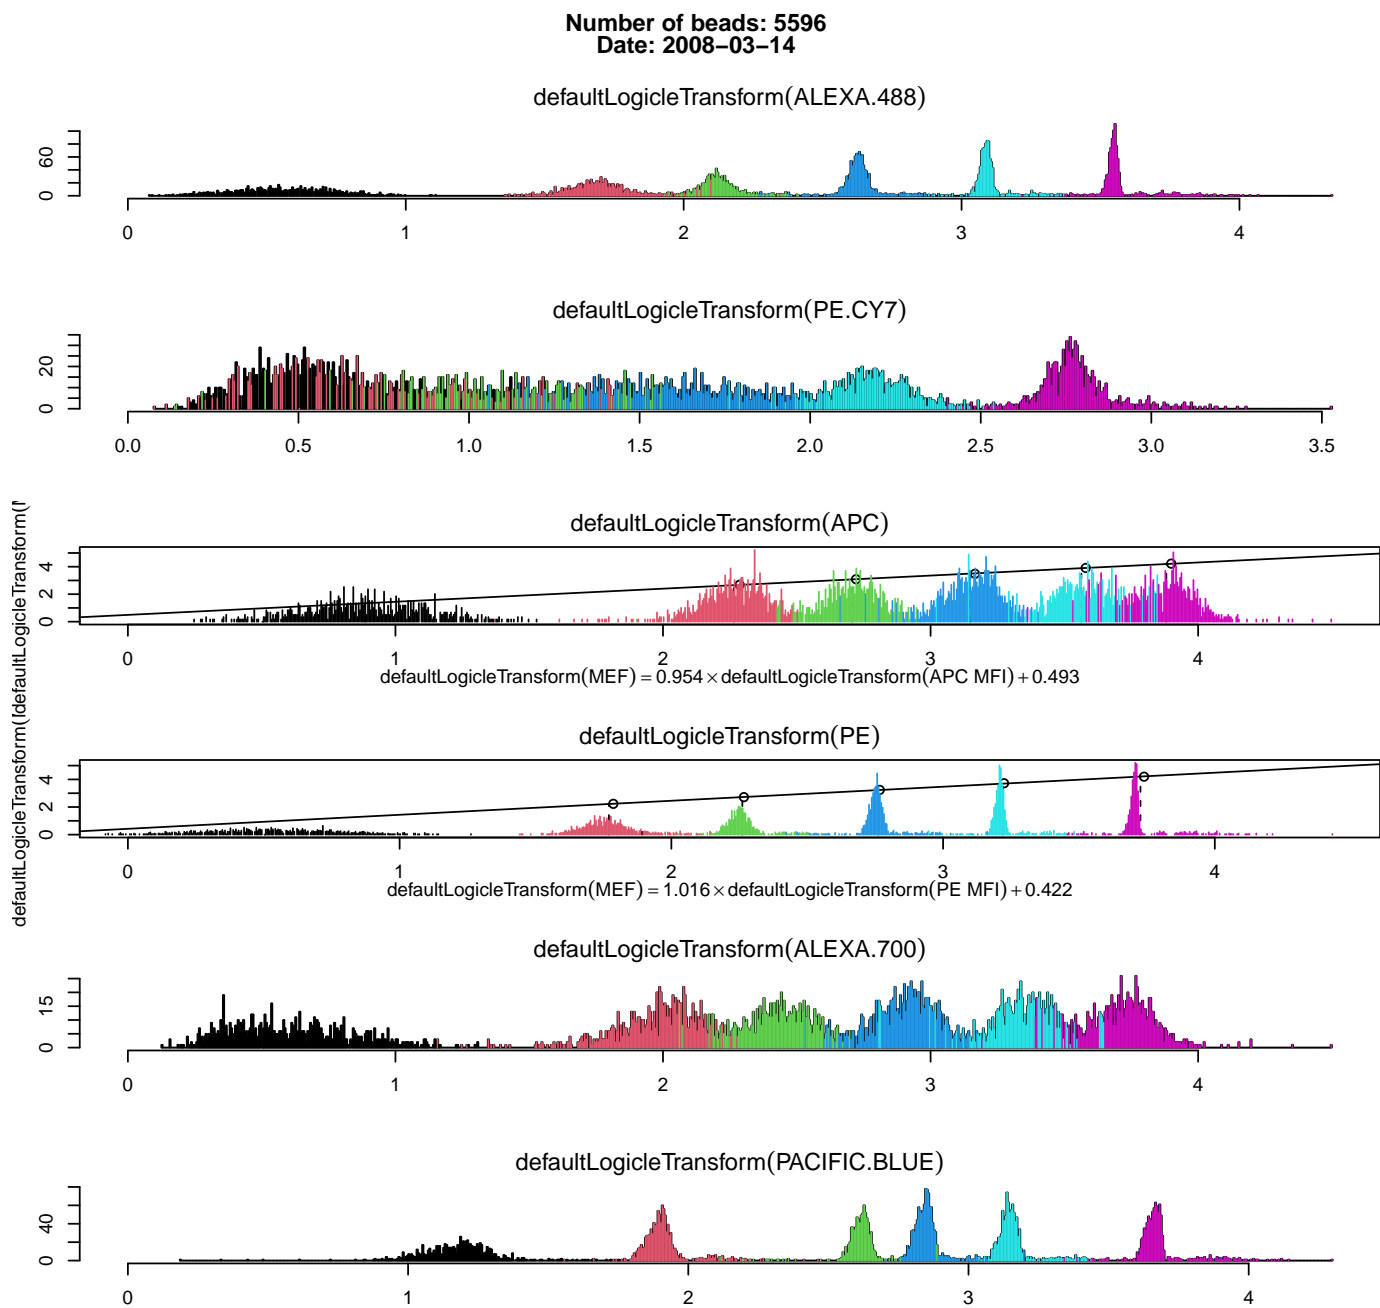 Number of beads: 5596
Date: 2008−03−14
defaultLogicleTransform(ALEXA.488)
0 60
0 1 2 3 4
defaultLogicleTransform(PE.CY7)
0 20
0.0 0.5 1.0 1.5 2.0 2.5 3.0 3.5
defaultLogicleTransform(APC)
0 2 4
0 1 2 3 4
defaultLogicleTransform(MEF) = 0.954 × defaultLogicleTransform(APC MFI) + 0.493
defaultLogicleTransform(PE)
0 2 4
0 1 2 3 4
defaultLogicleTransform(MEF) = 1.016 × defaultLogicleTransform(PE MFI) + 0.422
defaultLogicleTransform(
defaultLogicleTransform(
defaultLogicleTransform(ALEXA.700)
0 15
0 1 2 3 4
defaultLogicleTransform(PACIFIC.BLUE)
0 40
0 1 2 3 4